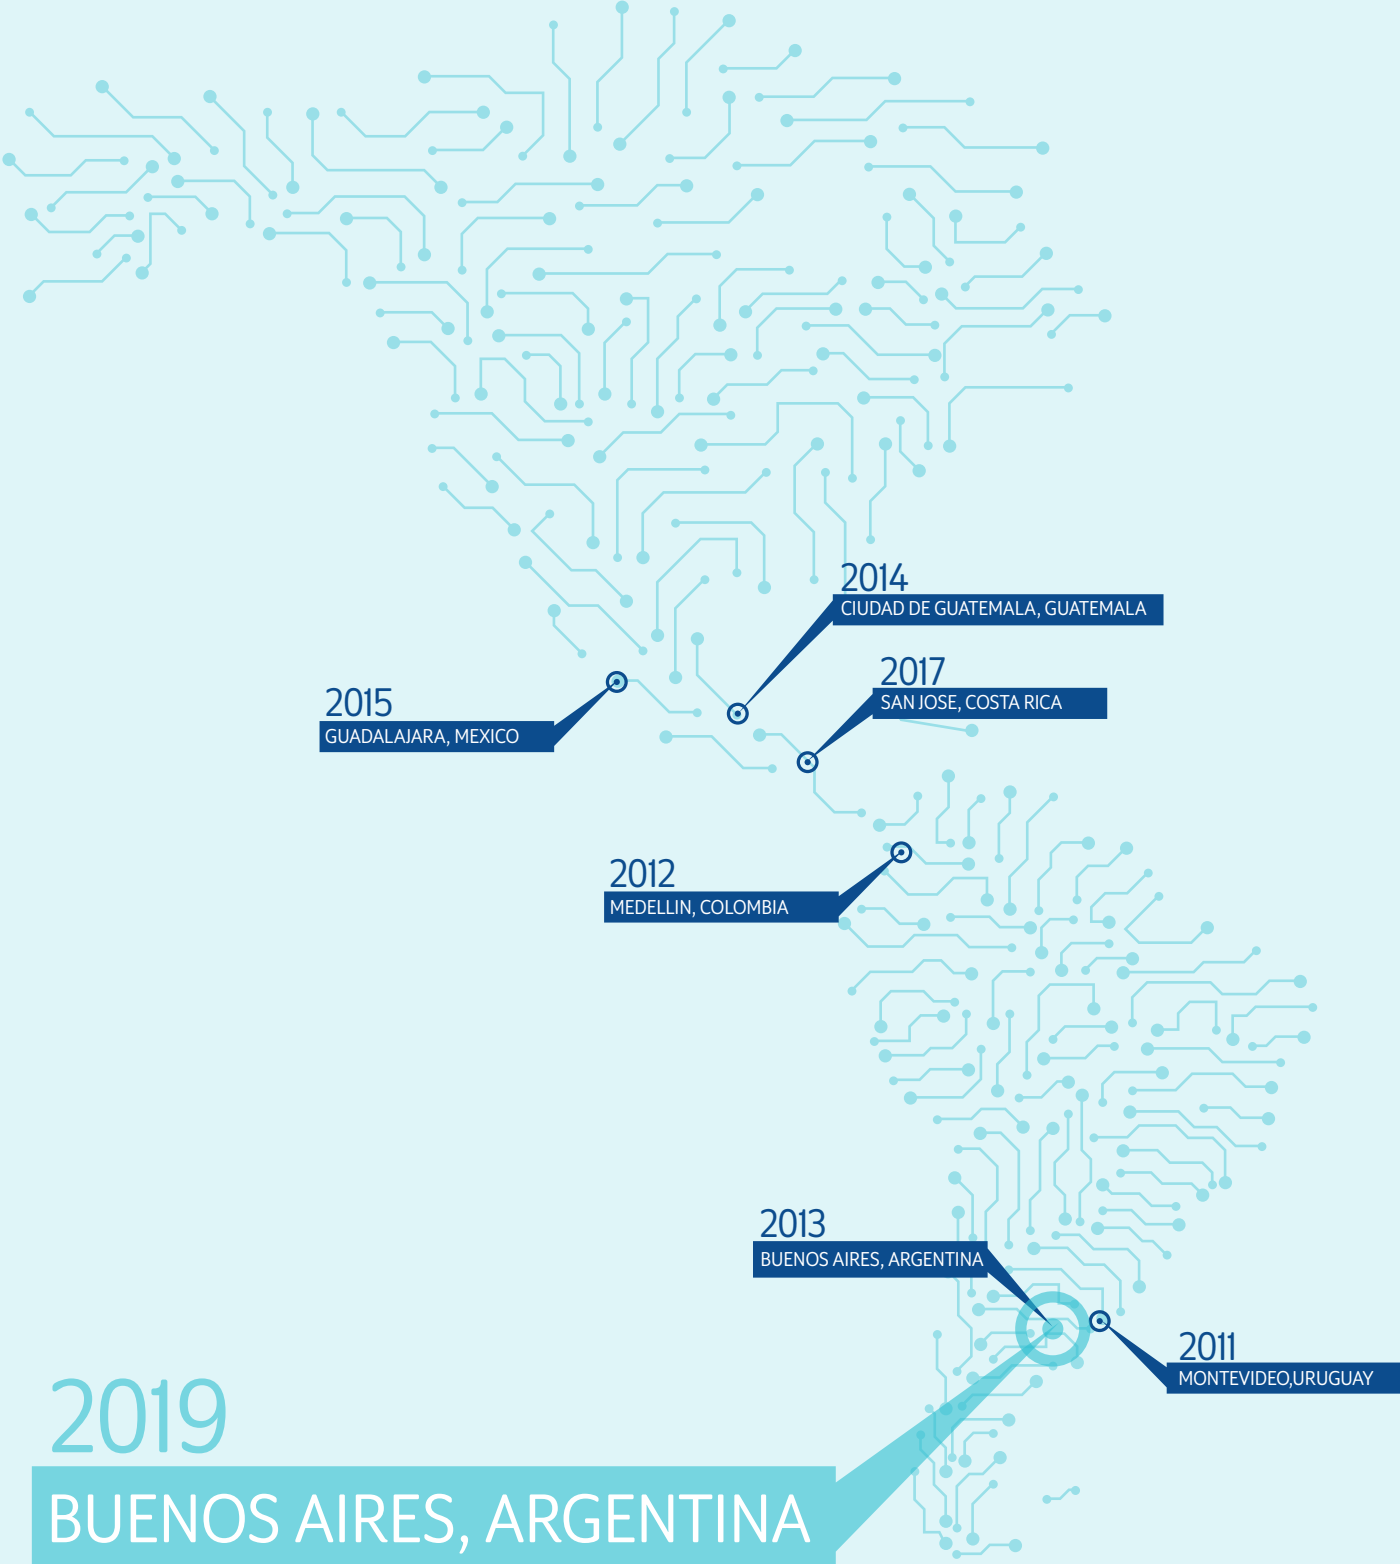 2014
CIUDAD DE GUATEMALA, GUATEMALA
2017
SAN JOSE, COSTA RICA
2015
GUADALAJARA, MEXICO
2012
MEDELLIN, COLOMBIA
2013
BUENOS AIRES, ARGENTINA
2011
MONTEVIDEO,URUGUAY
2019
BUENOS AIRES, ARGENTINA